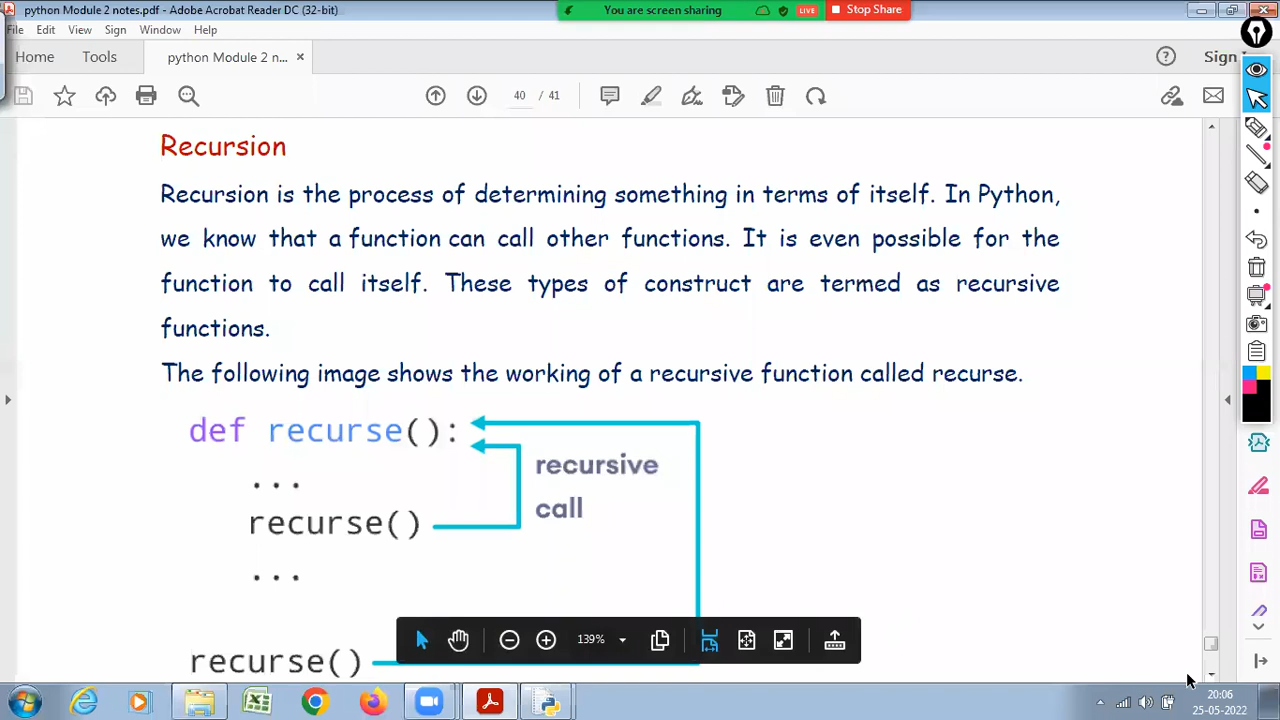 python Module 2 notes.pdf - Adobe Acrobat Reader DC (32-bit)
You are screen sharing
LIVE
Stop Share
File Edit View Sign Window Help
Home Tools python Module 2 n... × Sign
40 / 41
Recursion
Recursion is the process of determining something in terms of itself. In Python,
we know that a function can call other functions. It is even possible for the
function to call itself. These types of construct are termed as recursive
functions.
The following image shows the working of a recursive function called recurse.
def recurse():
recursive
call
...
recurse()
...
139%
recurse()
20:06
25-05-2022